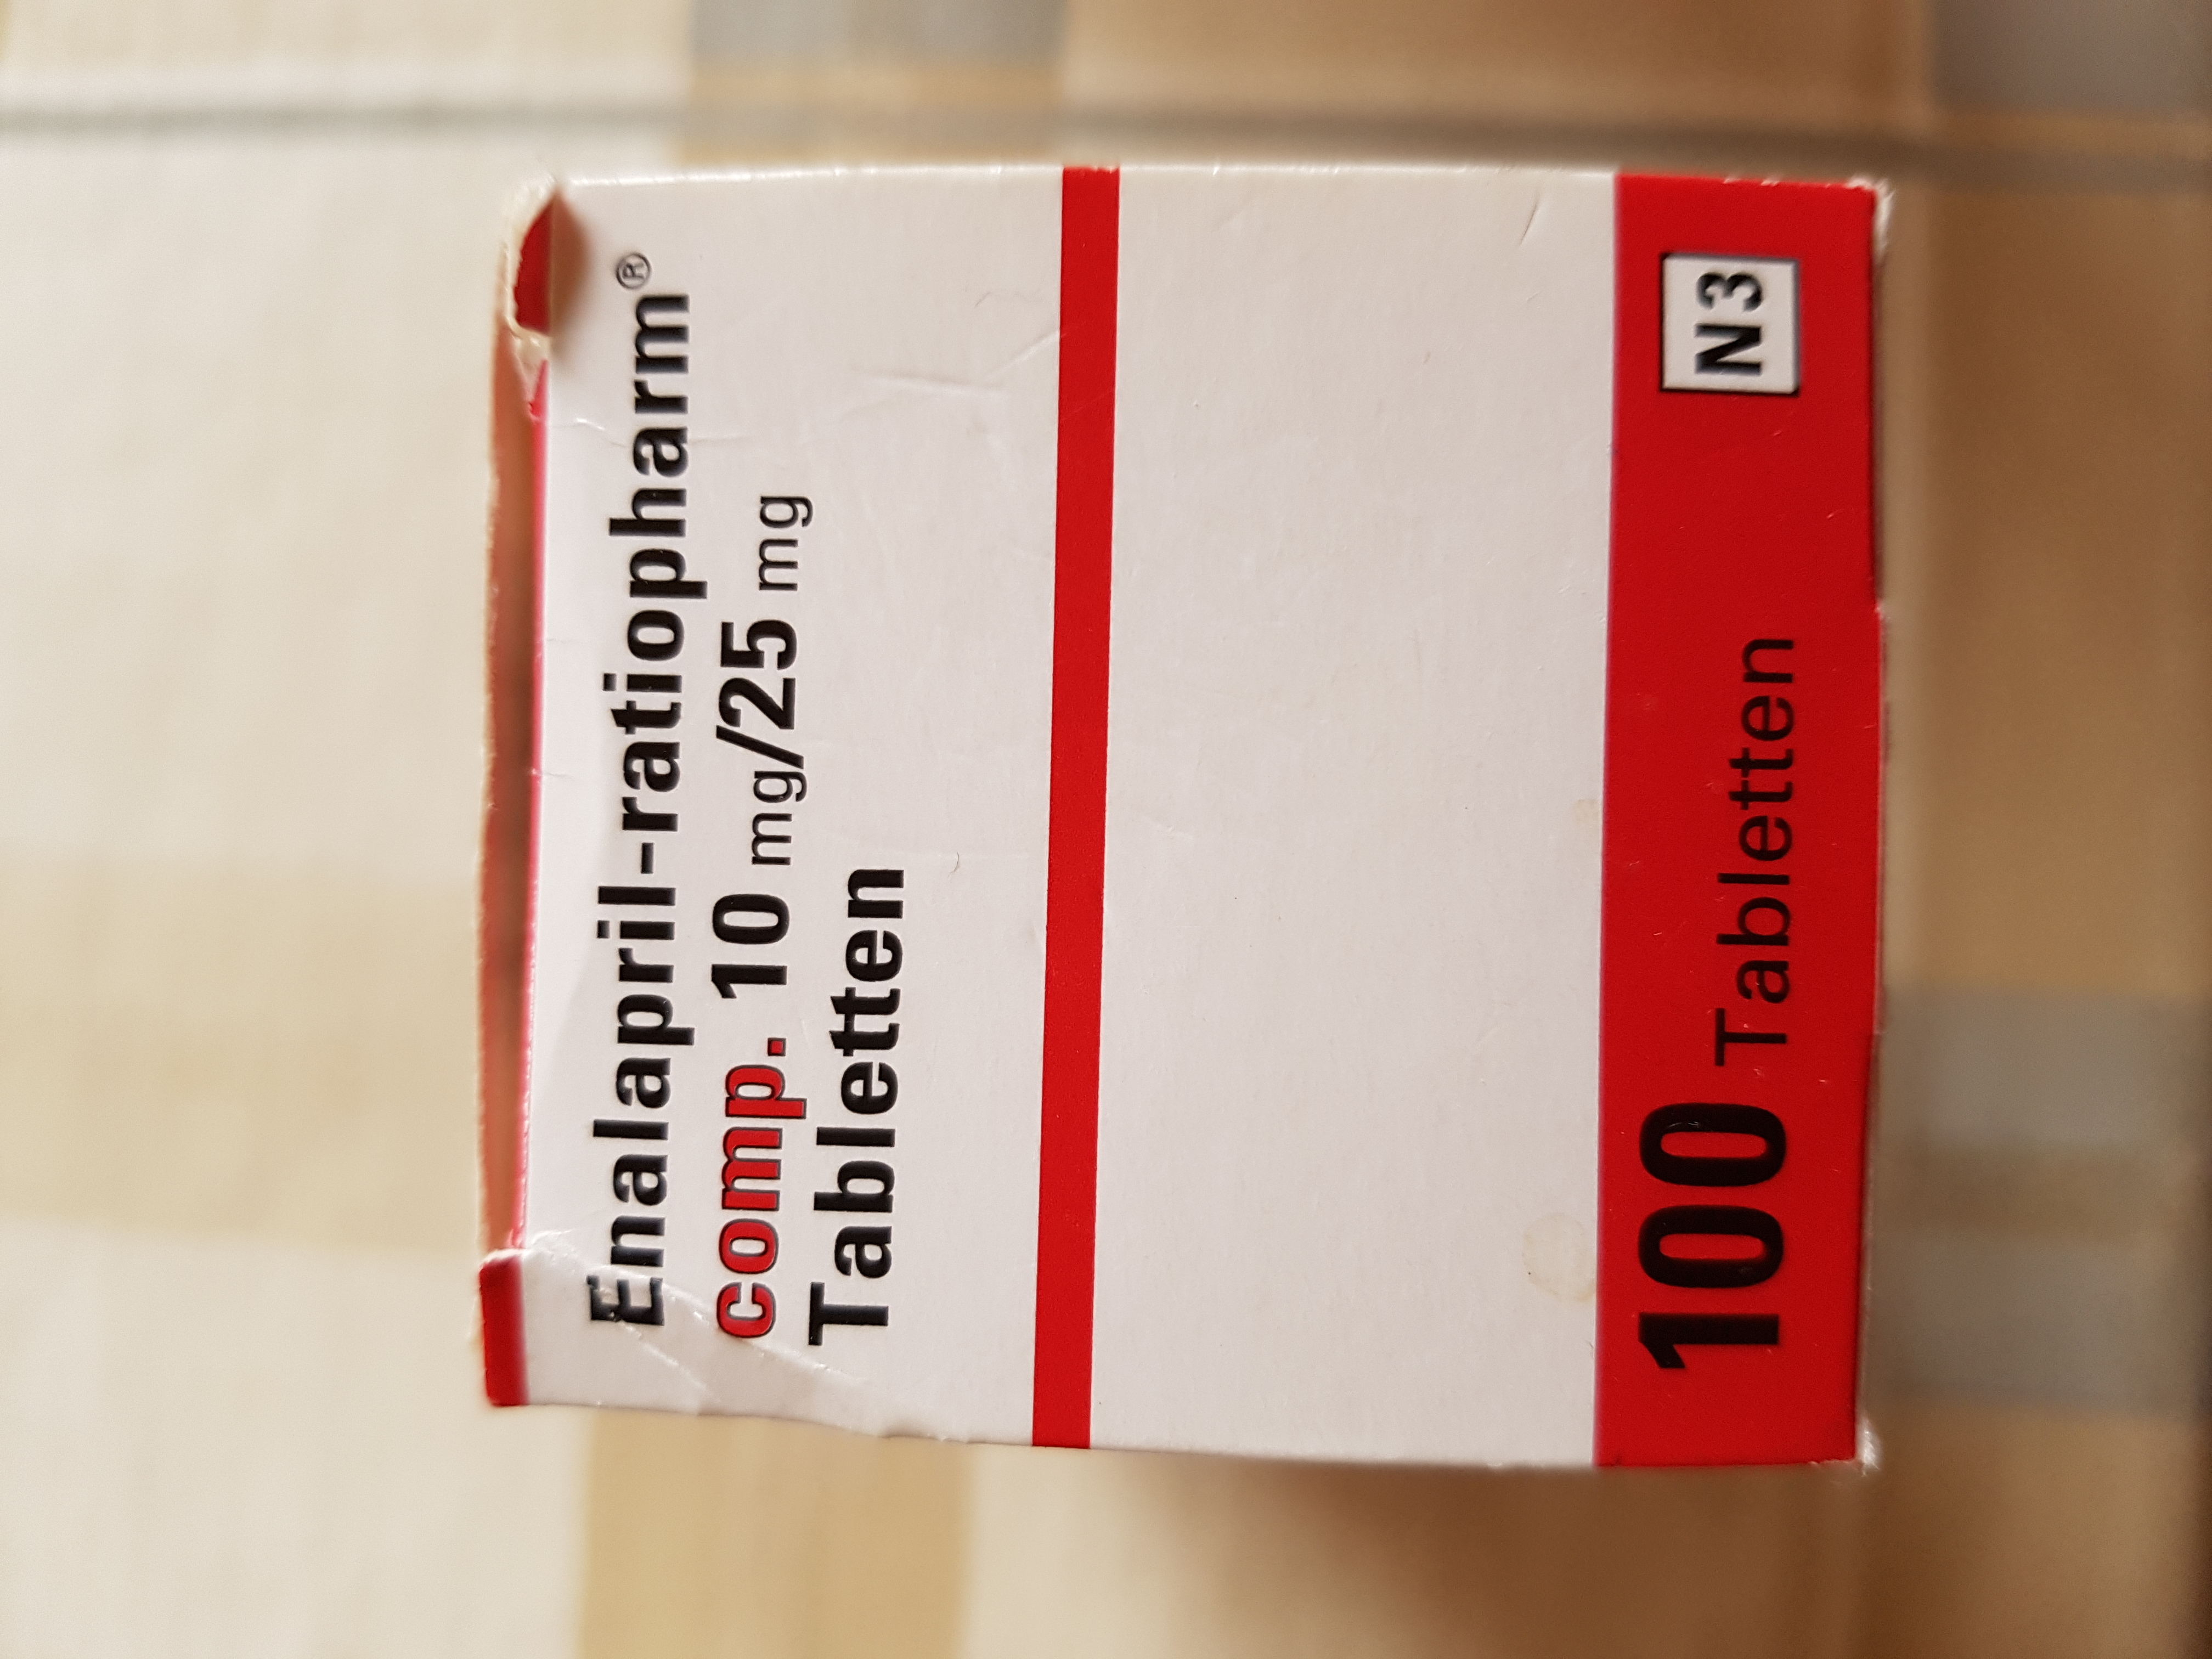 Enalapril-ratiopharm®
comp. 10 mg/25 mg
Tabletten
100 Tabletten N3